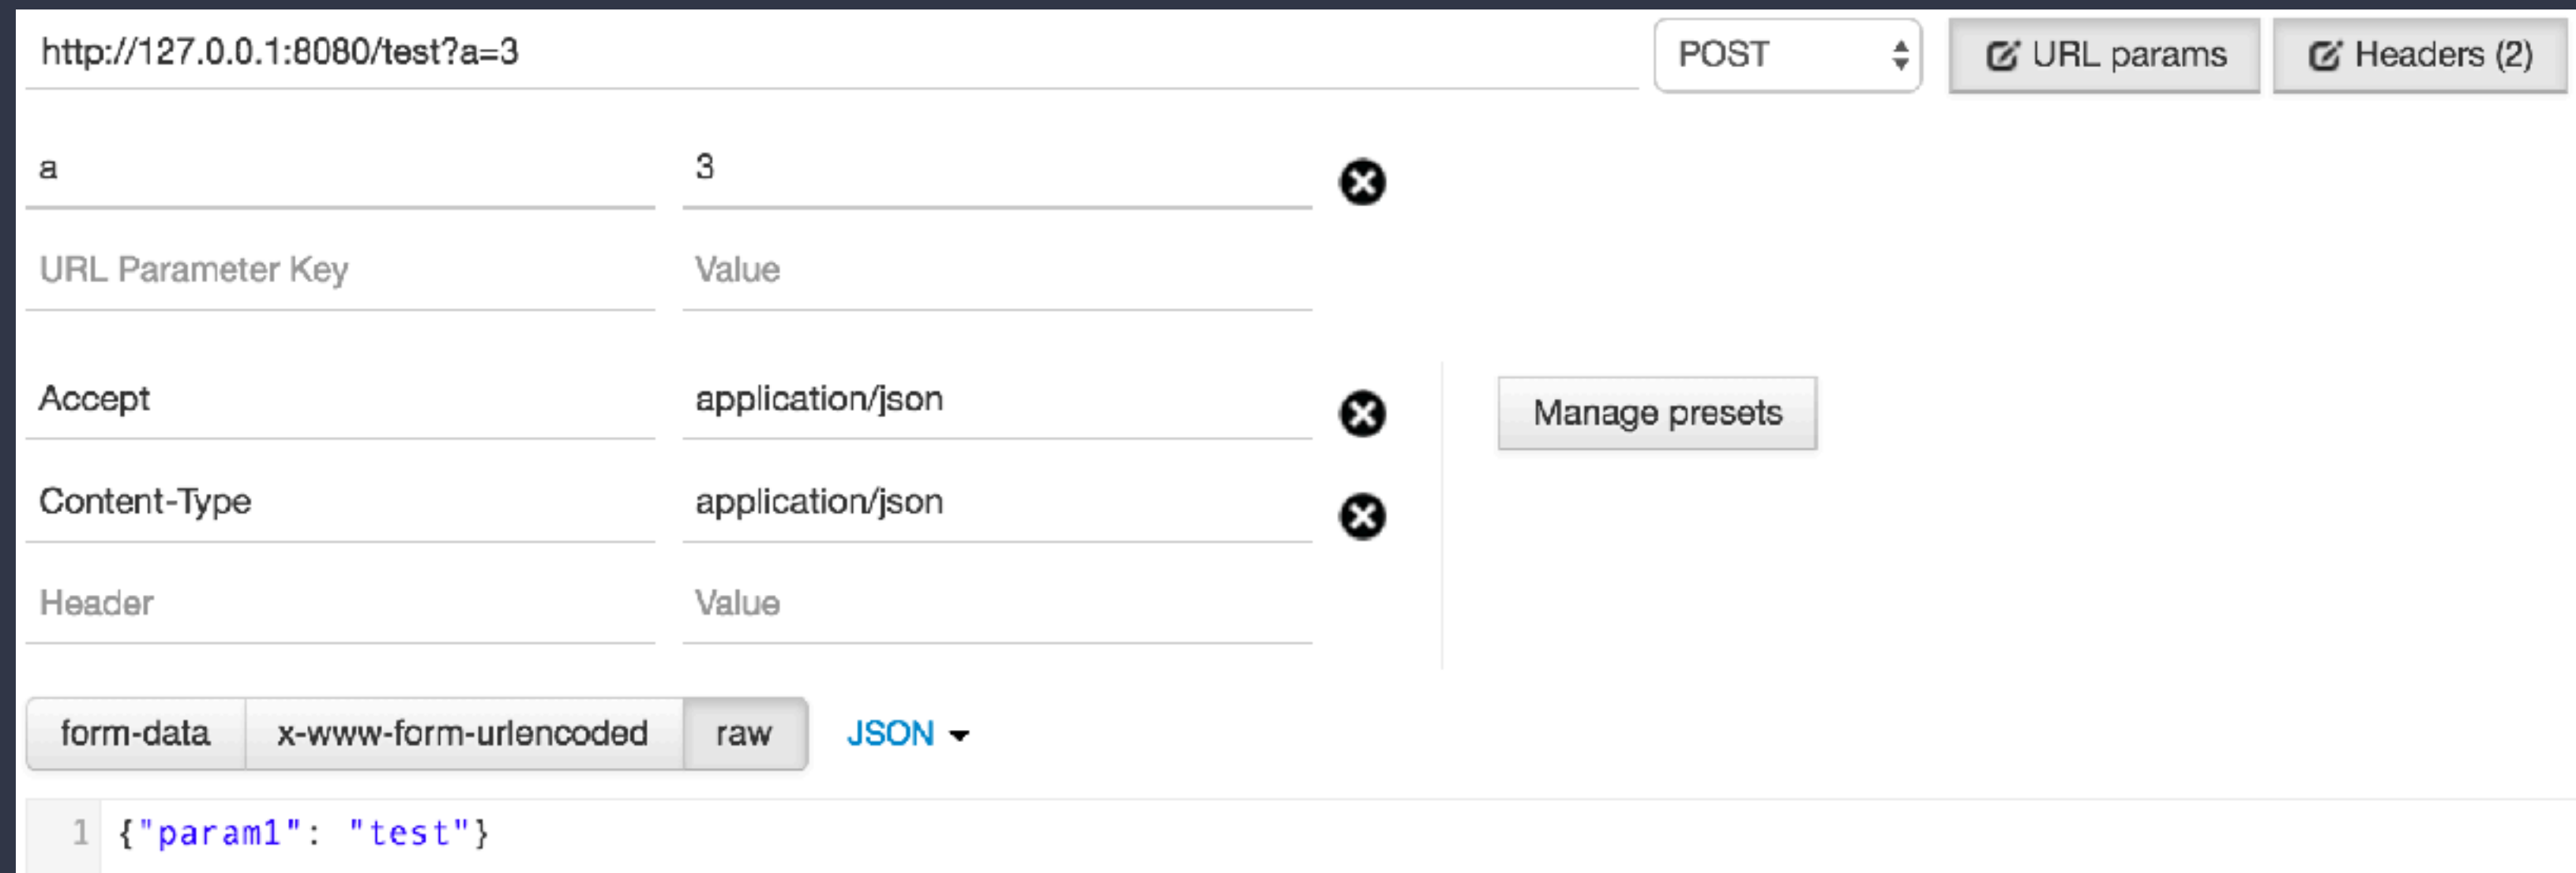 http://127.0.0.1:8080/test?a=3 POST URL params Headers (2)
a 3
URL Parameter Key Value
Accept application/json Manage presets
Content-Type application/json
Header Value
form-data x-www-form-urlencoded raw JSON
1 {"param1": "test"}